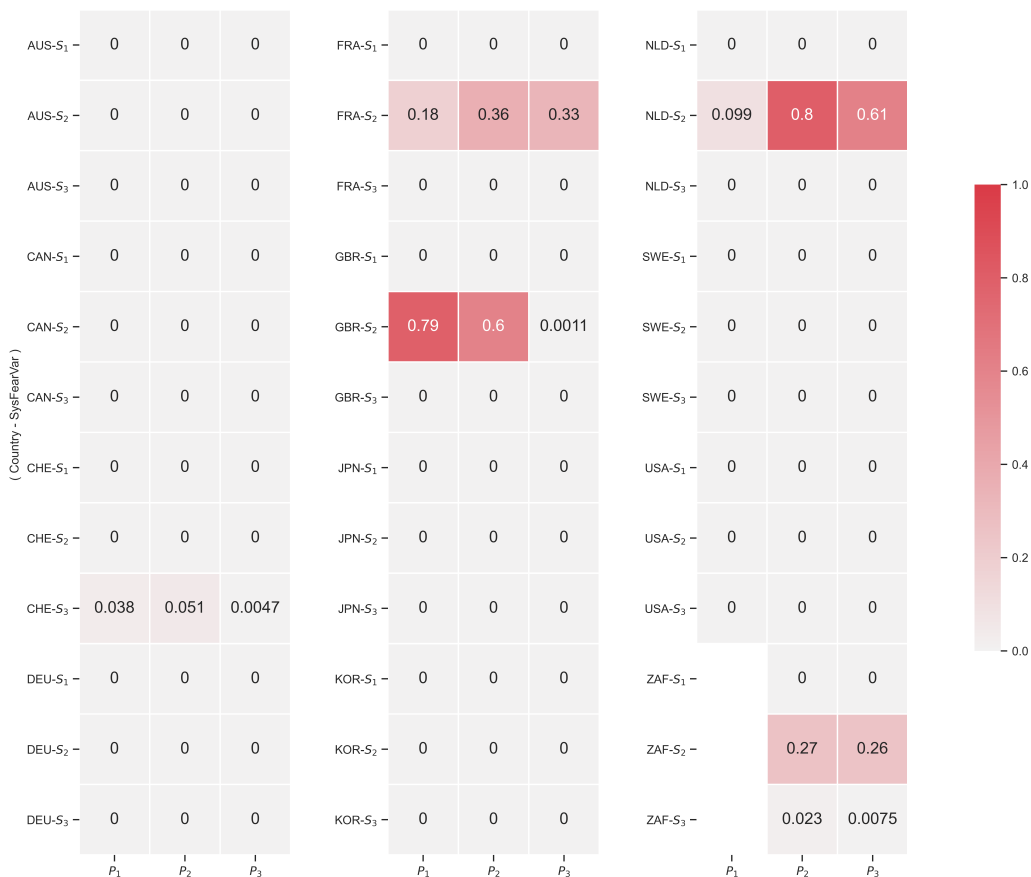 AUS-S1 0 0 0 FRA-S1 0 0 0 NLD-S1 0 0 0
AUS-S2 0 0 0 FRA-S2 0.18 0.36 0.33 NLD-S2 0.099 0.8 0.61
AUS-S3 0 0 0 FRA-S3 0 0 0 NLD-S3 0 0 0
1.0
CAN-S1 0 0 0 GBR-S1 0 0 0 SWE-S1 0 0 0
0.8
CAN-S2 0 0 0 GBR-S2 0.79 0.6 0.0011 SWE-S2 0 0 0
0.6
CAN-S3 0 0 0 GBR-S3 0 0 0 SWE-S3 0 0 0
( Country - SysFearVar )
CHE-S1 0 0 0 JPN-S1 0 0 0 USA-S1 0 0 0
0.4
CHE-S2 0 0 0 JPN-S2 0 0 0 USA-S2 0 0 0
0.2
CHE-S3 0.038 0.051 0.0047 JPN-S3 0 0 0 USA-S3 0 0 0
0.0
DEU-S1 0 0 0 KOR-S1 0 0 0 ZAF-S1 0 0
DEU-S2 0 0 0 KOR-S2 0 0 0 ZAF-S2 0.27 0.26
DEU-S3 0 0 0 KOR-S3 0 0 0 ZAF-S3 0.023 0.0075
P1 P2 P3 P1 P2 P3 P1 P2 P3